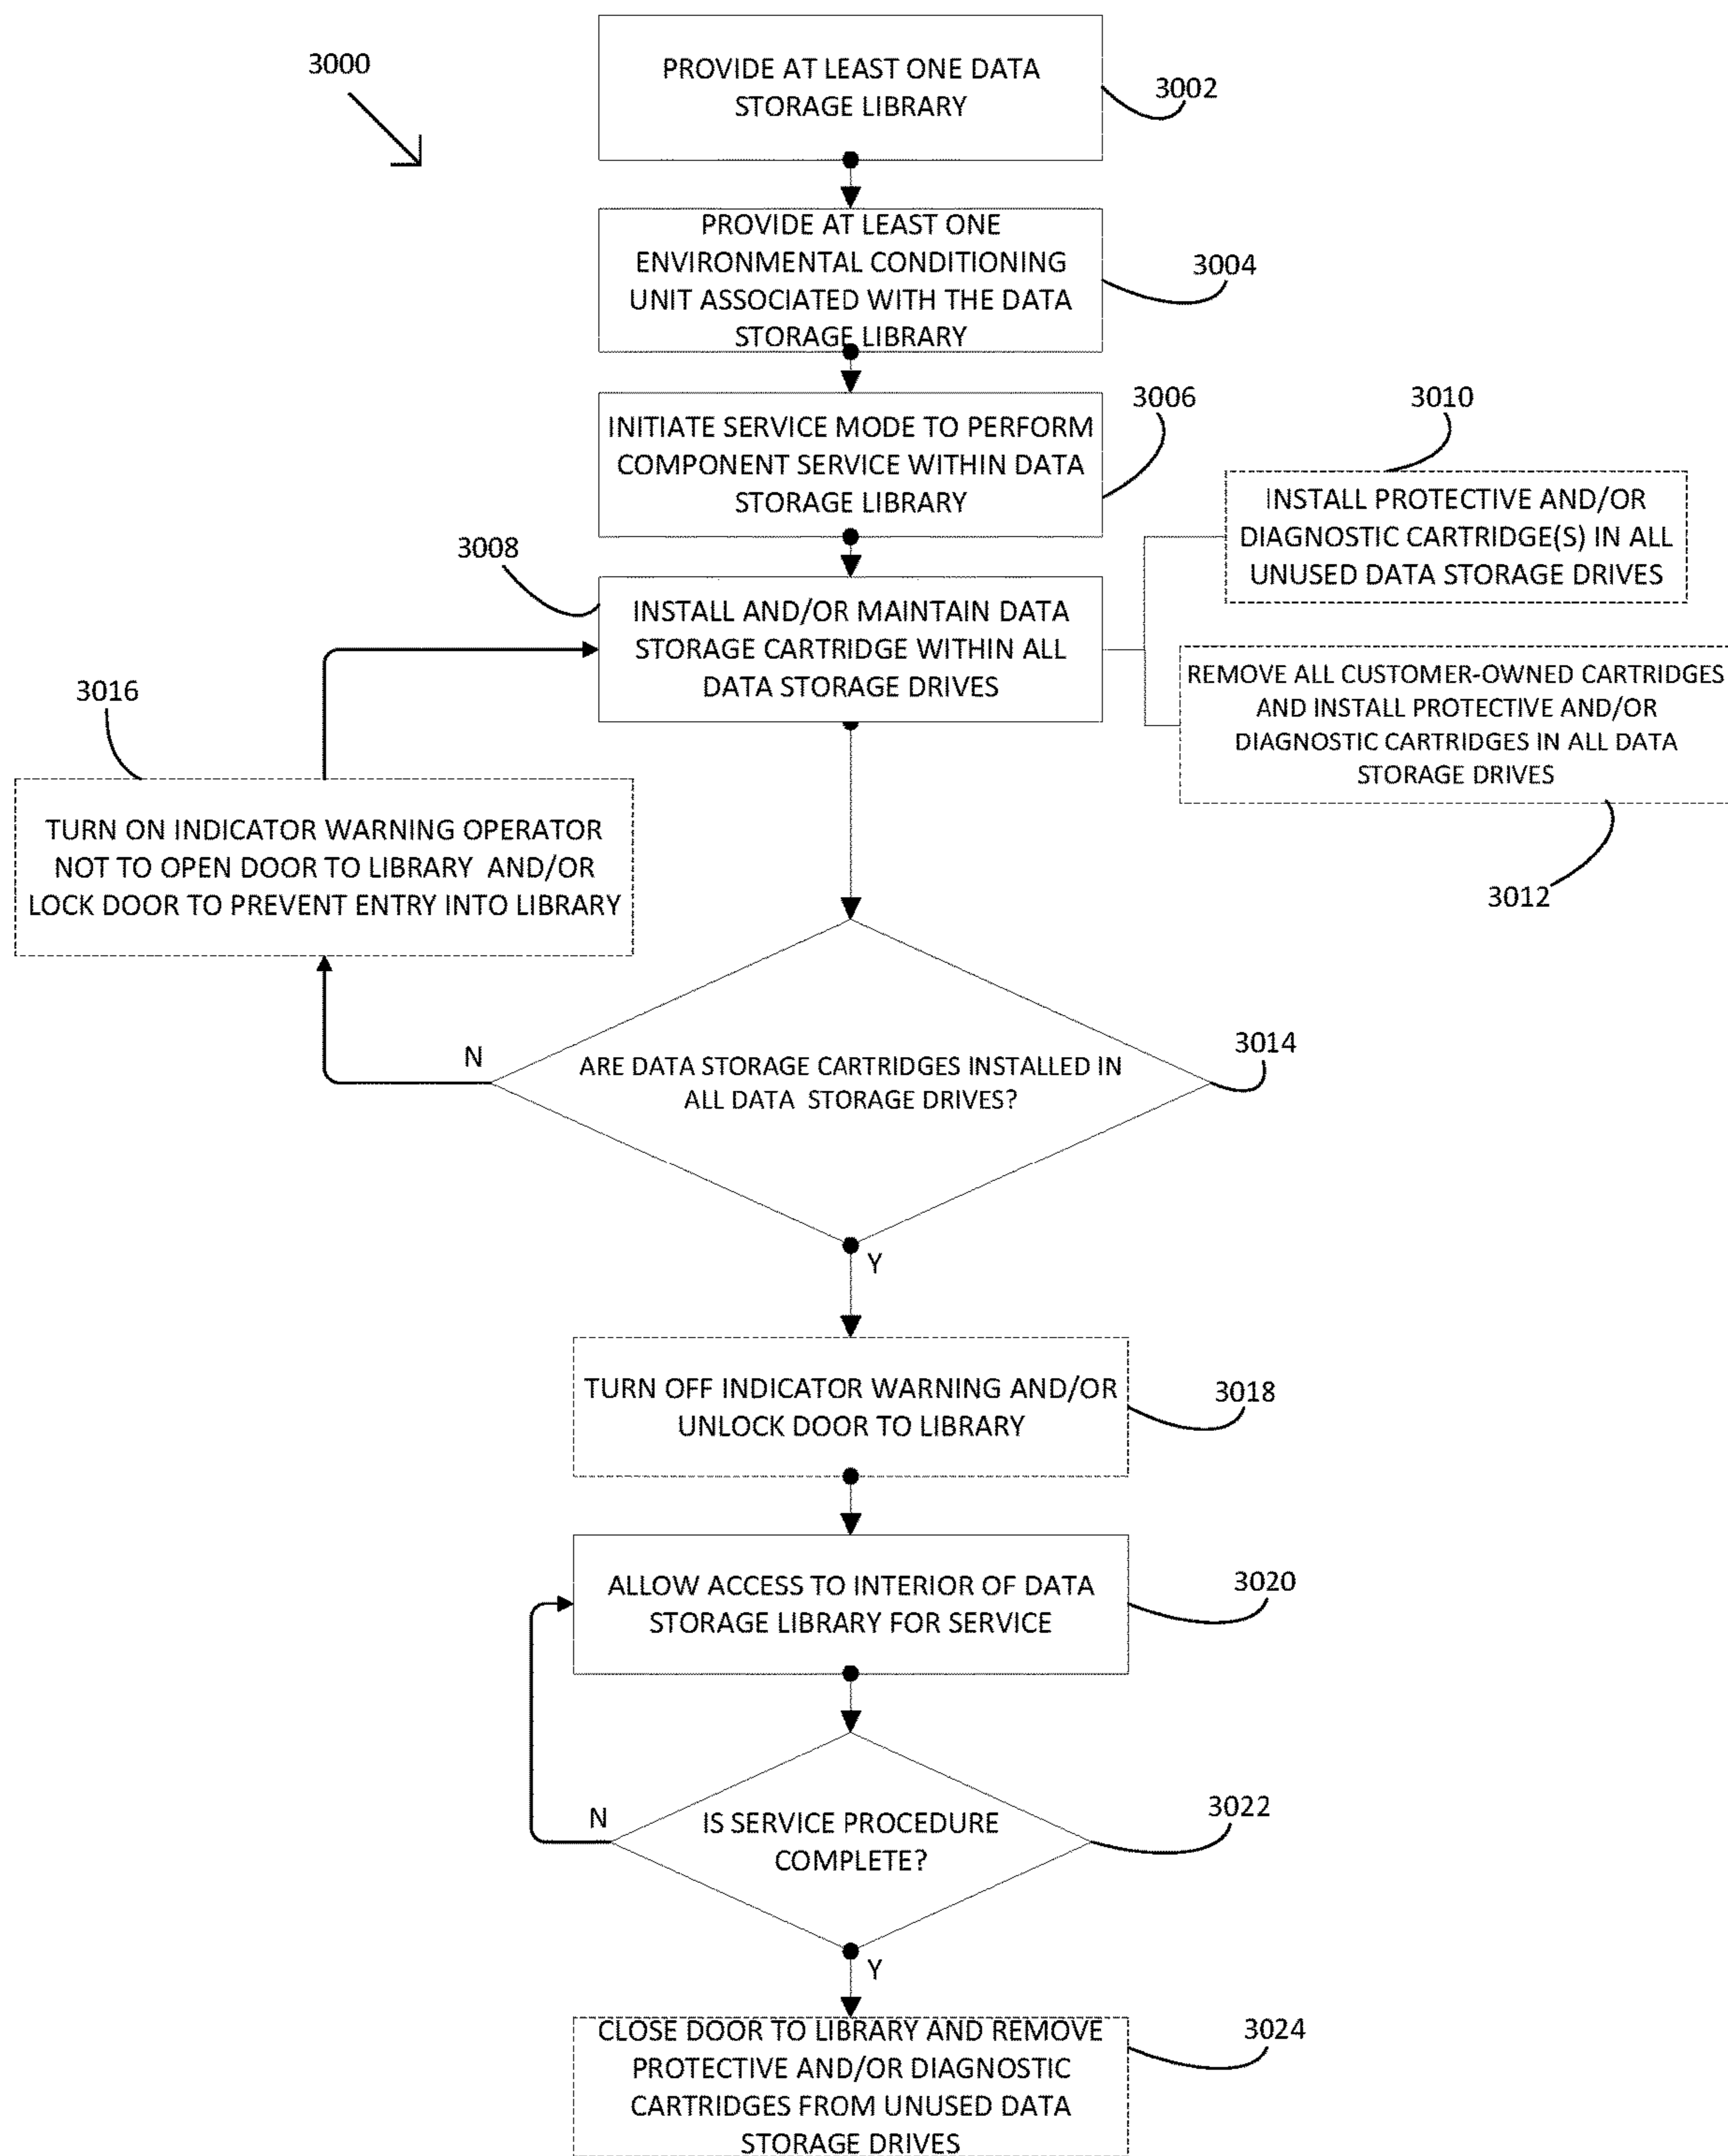 3000
PROVIDE AT LEAST ONE DATA
STORAGE LIBRARY
3002
PROVIDE AT LEAST ONE
ENVIRONMENTAL CONDITIONING
UNIT ASSOCIATED WITH THE DATA
STORAGE LIBRARY
3004
INITIATE SERVICE MODE TO PERFORM
COMPONENT SERVICE WITHIN DATA
STORAGE LIBRARY
3006
3010
INSTALL PROTECTIVE AND/OR
DIAGNOSTIC CARTRIDGE(S) IN ALL
UNUSED DATA STORAGE DRIVES
3008
INSTALL AND/OR MAINTAIN DATA
STORAGE CARTRIDGE WITHIN ALL
DATA STORAGE DRIVES
REMOVE ALL CUSTOMER-OWNED CARTRIDGES
AND INSTALL PROTECTIVE AND/OR
DIAGNOSTIC CARTRIDGES IN ALL DATA
STORAGE DRIVES
3012
3016
TURN ON INDICATOR WARNING OPERATOR
NOT TO OPEN DOOR TO LIBRARY AND/OR
LOCK DOOR TO PREVENT ENTRY INTO LIBRARY
N
ARE DATA STORAGE CARTRIDGES INSTALLED IN
ALL DATA STORAGE DRIVES?
3014
Y
TURN OFF INDICATOR WARNING AND/OR
UNLOCK DOOR TO LIBRARY
3018
ALLOW ACCESS TO INTERIOR OF DATA
STORAGE LIBRARY FOR SERVICE
3020
N
IS SERVICE PROCEDURE
COMPLETE?
3022
Y
CLOSE DOOR TO LIBRARY AND REMOVE
PROTECTIVE AND/OR DIAGNOSTIC
CARTRIDGES FROM UNUSED DATA
STORAGE DRIVES
3024